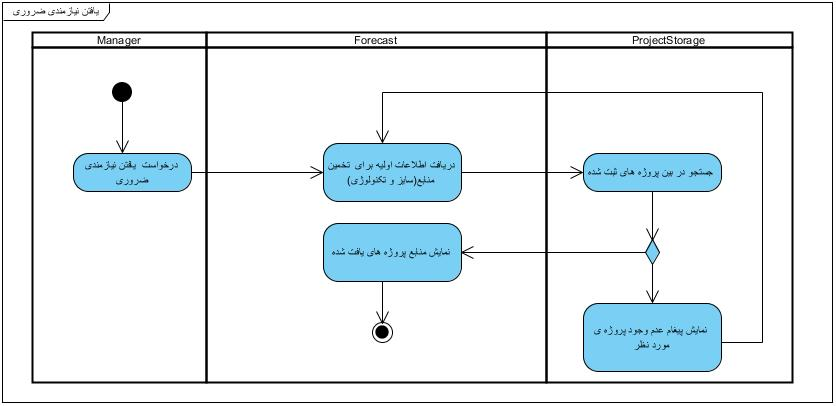 یافتن نیازمندی ضروری
Manager
Forecast
ProjectStorage
درخواست یافتن نیازمندی
ضروری
دریافت اطلاعات اولیه برای تخمین
منابع(سایز و تکنولوژی)
جستجو در بین پروژه های ثبت شده
نمایش منابع پروژه های یافت شده
نمایش پیغام عدم وجود پروژه ی
مورد نظر